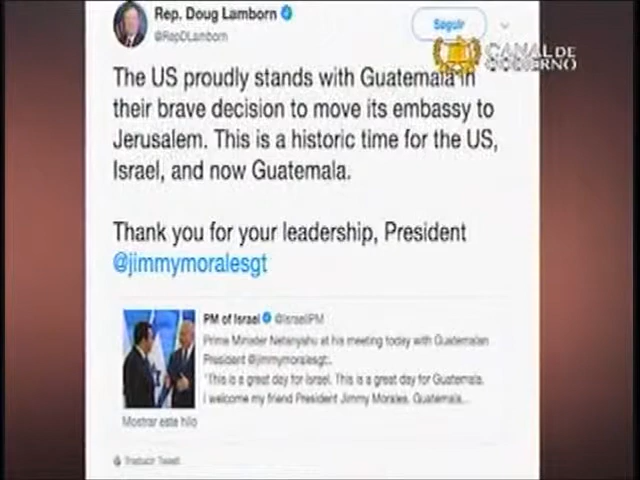 Rep. Doug Lamborn
@RepDLamborn
Seguir
CANAL DE
GOBIERNO
The US proudly stands with Guatemala in
their brave decision to move its embassy to
Jerusalem. This is a historic time for the US,
Israel, and now Guatemala.
Thank you for your leadership, President
@jimmymoralesgt
PM of Israel @IsraeliPM
Prime Minister Netanyahu at his meeting today with Guatemalan
President @jimmymoralesgt:
"This is a great day for Israel. This is a great day for Guatemala.
I welcome my friend President Jimmy Morales, Guatemala...
Mostrar este hilo
Traducir Tweet